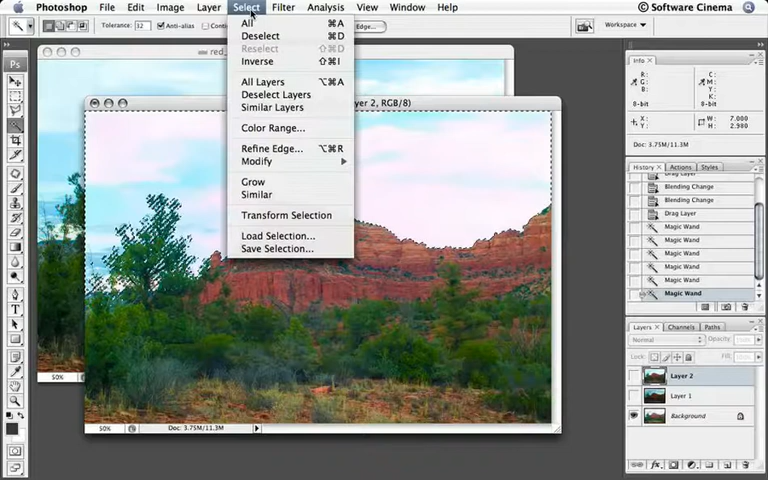 Photoshop File Edit Image Layer Select Filter Analysis View Window Help © Software Cinema
Tolerance: 32 Anti-alias Edge... Workspace
red_
yer 2, RGB/8)
All ⌘A
Deselect ⌘D
Reselect ⇧⌘D
Inverse ⇧⌘I
All Layers ⌥⌘A
Deselect Layers
Similar Layers
Color Range...
Refine Edge... ⌥⌘R
Modify
Grow
Similar
Transform Selection
Load Selection...
Save Selection...
Ps
50%
50% Doc: 3.75M/11.3M
Info
R: C:
G: M:
B: Y:
K:
8-bit 8-bit
X: W: 7.000
Y: H: 2.980
Doc: 3.75M/11.3M
History Actions Styles
Drag Layer
Blending Change
Blending Change
Drag Layer
Magic Wand
Magic Wand
Magic Wand
Magic Wand
Magic Wand
Magic Wand
Layers Channels Paths
Normal Opacity:
Lock: Fill:
Layer 2
Layer 1
Background